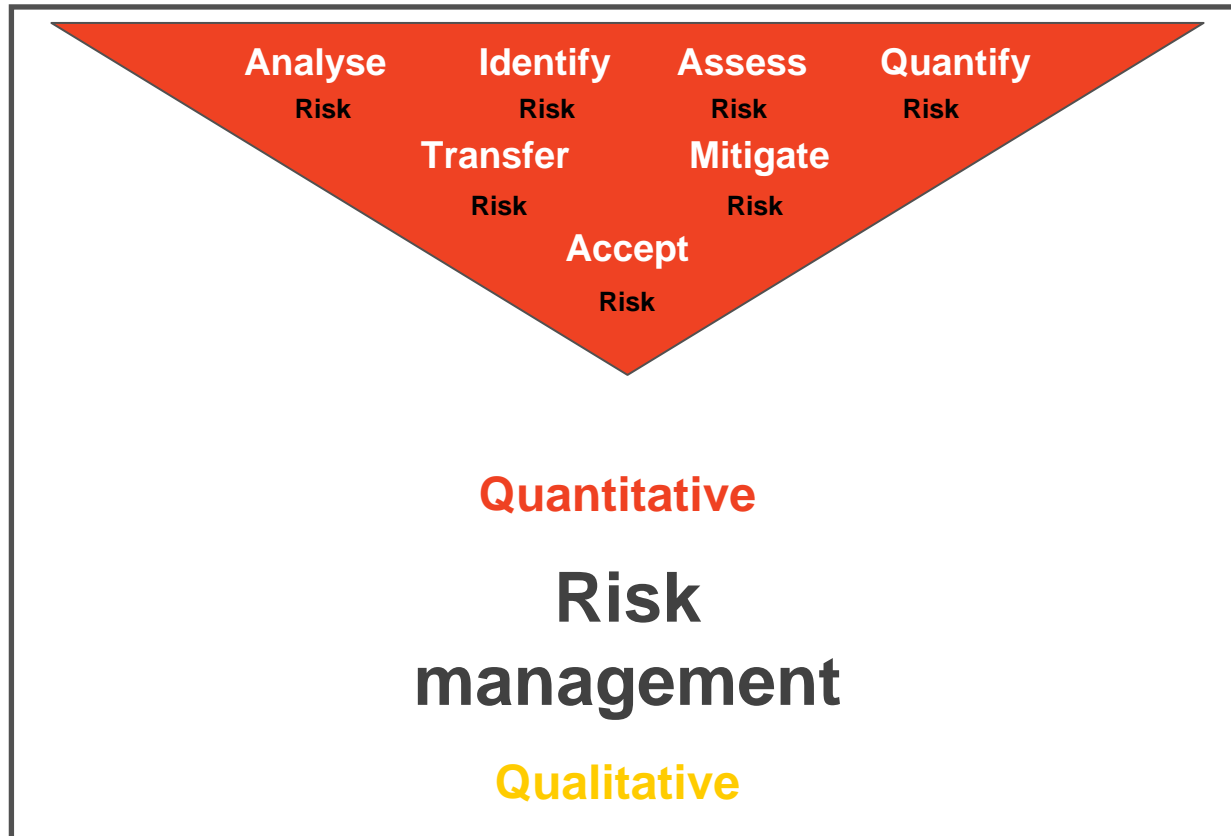 Analyse Identify Assess Quantify
Risk Risk Risk Risk
Transfer Mitigate
Risk Risk
Accept
Risk
Quantitative
Risk
management
Qualitative